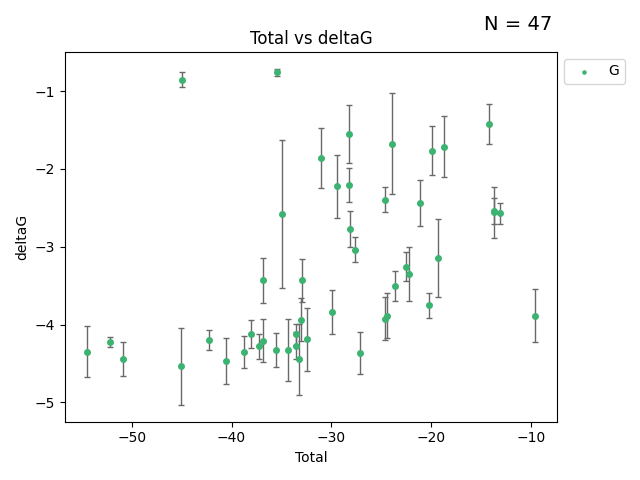 N = 47
Total vs deltaG
G
−1
−2
−3
−4
−5
deltaG
−50
−40
−30
−20
−10
Total